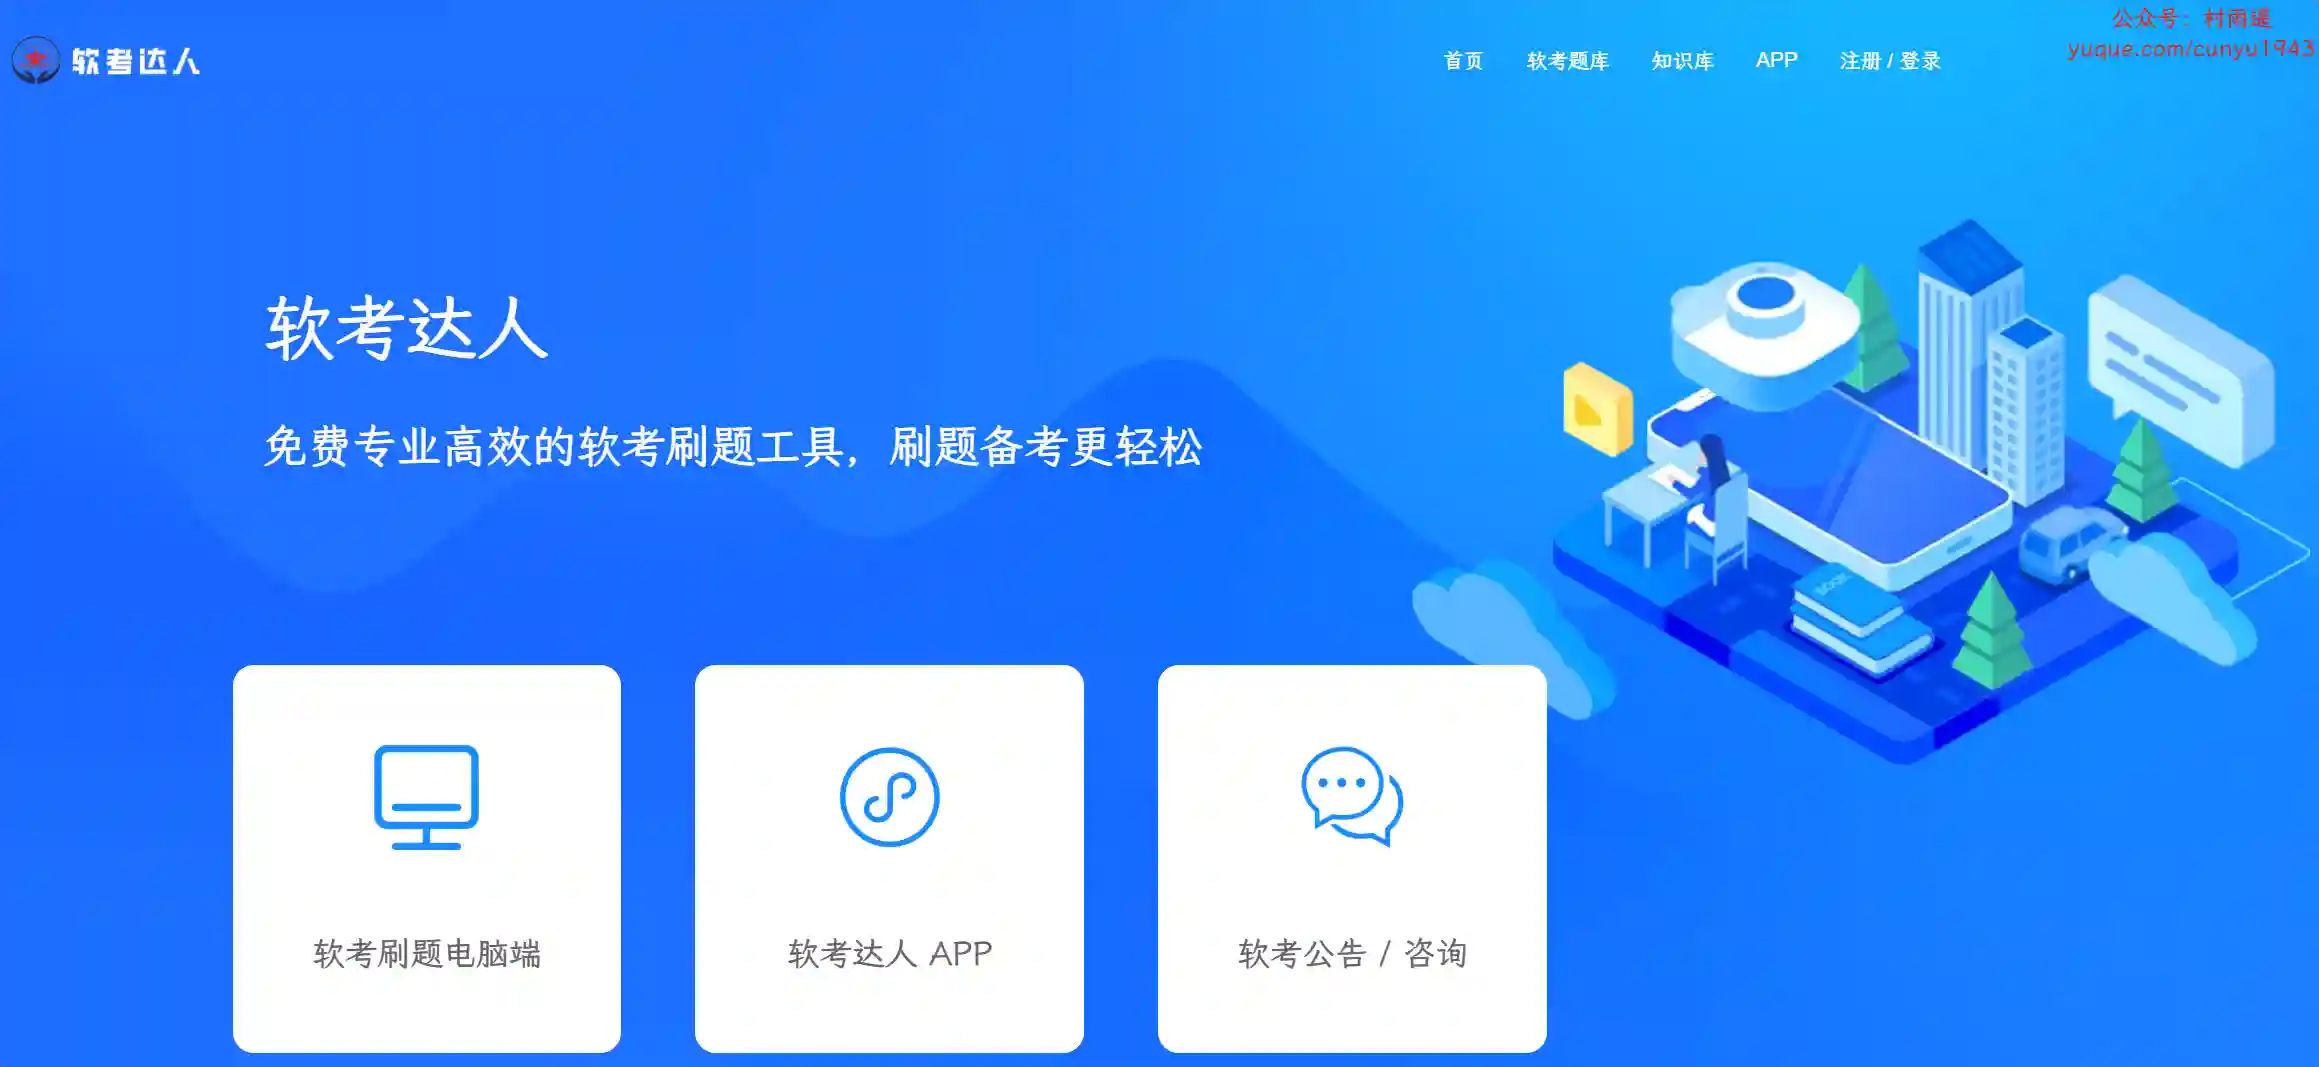 公众号：村雨遥
yuque.com/cunyu1943
软考达人
首页 软考题库 知识库 APP 注册 / 登录
软考达人
免费专业高效的软考刷题工具，刷题备考更轻松
BOOK
软考刷题电脑端
软考达人 APP
软考公告 / 咨询